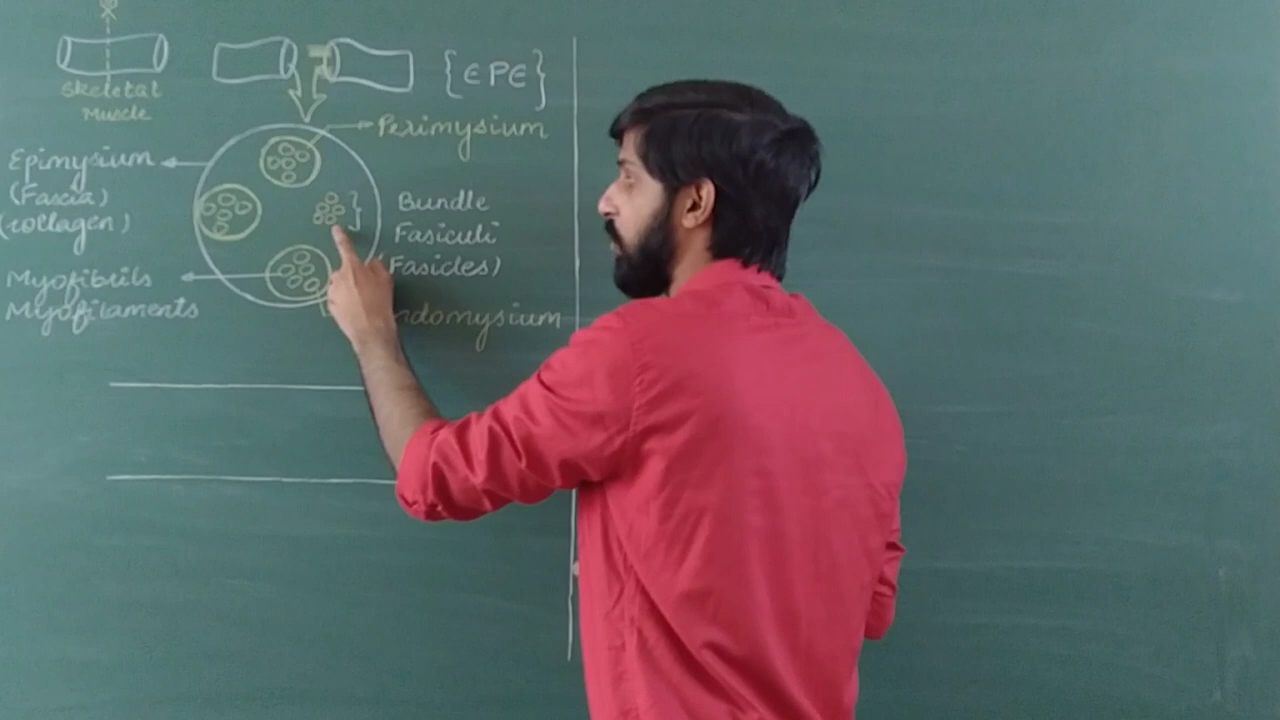 Skeletal
Muscle
{EPE}
Perimysium
Epimysium
(Fascia)
(collagen)
Bundle
Fasiculi
(Fasicles)
Myofibrils
Myofilaments
ndomysium